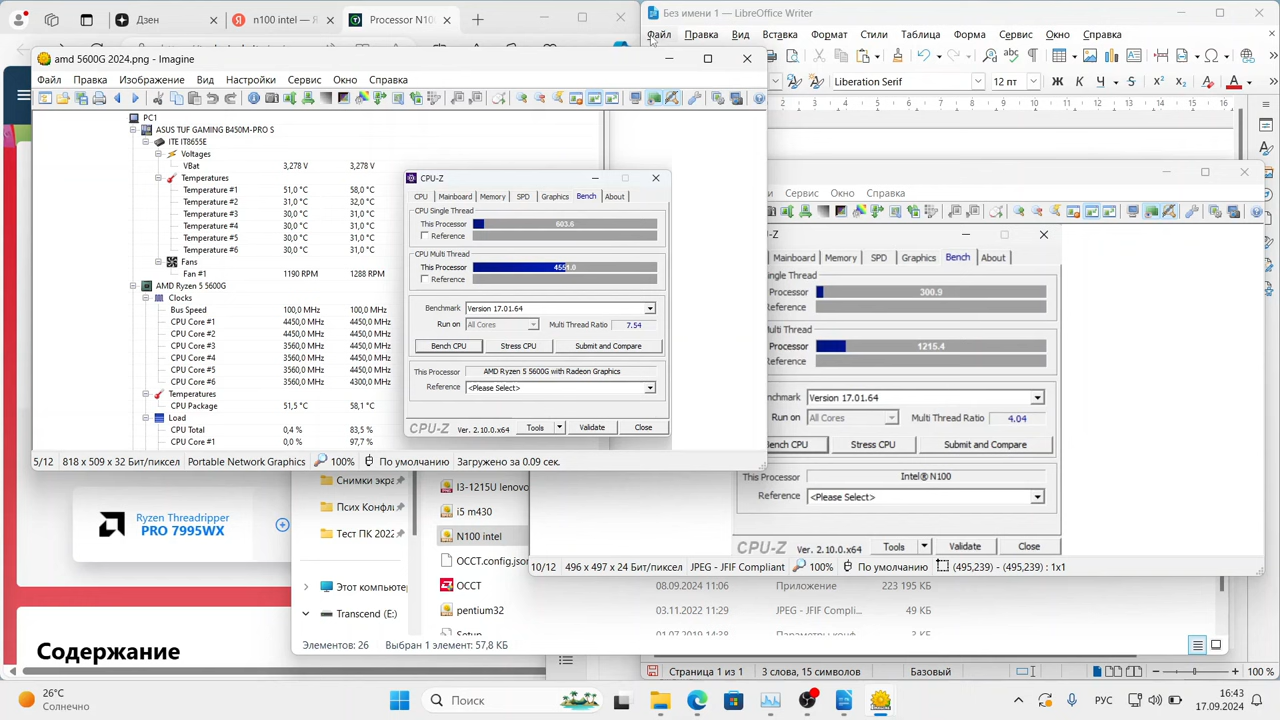 Дзен
n100 intel —
Processor N10
Без имени 1 — LibreOffice Writer
Файл Правка Вид Вставка Формат Стили Таблица Форма Сервис Окно Справка
Liberation Serif
12 пт
Ж К Ч
amd 5600G 2024.png - Imagine
Файл Правка Изображение Вид Настройки Сервис Окно Справка
PC1
ASUS TUF GAMING B450M-PRO S
ITE IT8655E
Voltages
VBat 3,278 V 3,278 V
Temperatures
Temperature #1 51,0 °C 58,0 °C
Temperature #2 31,0 °C 32,0 °C
Temperature #3 30,0 °C 31,0 °C
Temperature #4 30,0 °C 31,0 °C
Temperature #5 30,0 °C 31,0 °C
Temperature #6 30,0 °C 31,0 °C
Fans
Fan #1 1190 RPM 1288 RPM
AMD Ryzen 5 5600G
Clocks
Bus Speed 100,0 MHz 100,0 MHz
CPU Core #1 4450,0 MHz 4450,0 MHz
CPU Core #2 4450,0 MHz 4450,0 MHz
CPU Core #3 3560,0 MHz 4450,0 MHz
CPU Core #4 3560,0 MHz 4450,0 MHz
CPU Core #5 3560,0 MHz 4450,0 MHz
CPU Core #6 3560,0 MHz 4300,0 MHz
Temperatures
CPU Package 51,5 °C 58,1 °C
Load
CPU Total 0,4 % 83,5 %
CPU Core #1 0,0 % 97,7 %
5/12 818 x 509 x 32 Бит/пиксел Portable Network Graphics 100% По умолчанию Загружено за 0.09 сек.
CPU-Z
CPU Mainboard Memory SPD Graphics Bench About
CPU Single Thread
This Processor 603.6
Reference
CPU Multi Thread
This Processor 4551.0
Reference
Benchmark Version 17.01.64
Run on All Cores Multi Thread Ratio 7.54
Bench CPU Stress CPU Submit and Compare
This Processor AMD Ryzen 5 5600G with Radeon Graphics
Reference <Please Select>
CPU-Z Ver. 2.10.0.x64 Tools Validate Close
Сервис Окно Справка
-Z
Mainboard Memory SPD Graphics Bench About
ingle Thread
Processor 300.9
Reference
ulti Thread
Processor 1215.4
eference
nchmark Version 17.01.64
Run on All Cores Multi Thread Ratio 4.04
ench CPU Stress CPU Submit and Compare
This Processor Intel® N100
Reference <Please Select>
CPU-Z Ver. 2.10.0.x64 Tools Validate Close
10/12 496 x 497 x 24 Бит/пиксел JPEG - JFIF Compliant 100% По умолчанию (495,239) - (495,239) : 1x1
Ryzen Threadripper
PRO 7995WX
Содержание
Снимки экра
Псих Конфл
Тест ПК 2022
Этот компьюте
Transcend (E:)
I3-1215U lenovo
i5 m430
N100 intel
OCCT.config.json
OCCT 08.09.2024 11:06 Приложение 223 195 КБ
pentium32 03.11.2022 11:29 JPEG - JFIF Compli... 49 КБ
Setup 01.07.2019 14:38 Параметры конф... 3 КБ
Элементов: 26 Выбран 1 элемент: 57,8 КБ
Страница 1 из 1 3 слова, 15 символов Базовый 100 %
26°C
Солнечно
Поиск
РУС
16:43
17.09.2024